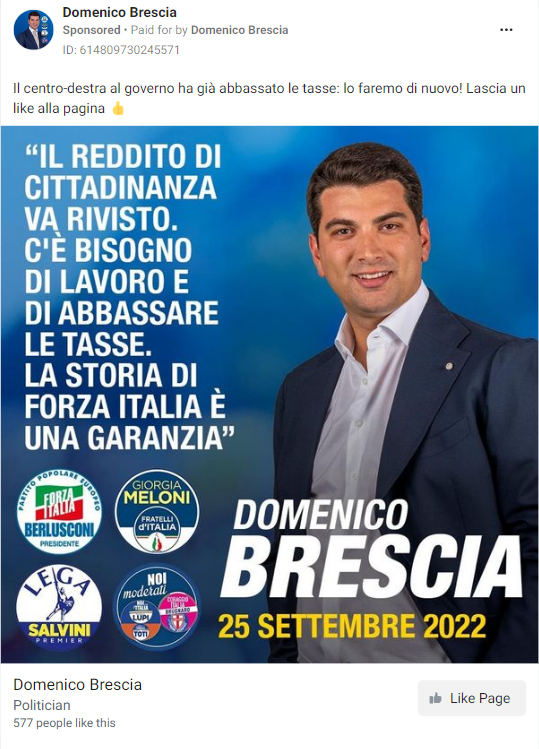 Domenico Brescia
Sponsored • Paid for by Domenico Brescia
ID: 614809730245571
Il centro-destra al governo ha già abbassato le tasse: lo faremo di nuovo! Lascia un
like alla pagina 👍
“IL REDDITO DI
CITTADINANZA
VA RIVISTO.
C'È BISOGNO
DI LAVORO E
DI ABBASSARE
LE TASSE.
LA STORIA DI
FORZA ITALIA È
UNA GARANZIA”
PARTITO POPOLARE EUROPEO
FORZA
ITALIA
BERLUSCONI
PRESIDENTE
GIORGIA
MELONI
FRATELLI
d'ITALIA
LEGA
SALVINI
PREMIER
NOI
moderati
LUPI
TOTI
CORAGGIO
ITALIA
BRUGNARO
DOMENICO
BRESCIA
25 SETTEMBRE 2022
Domenico Brescia
Politician
577 people like this
Like Page